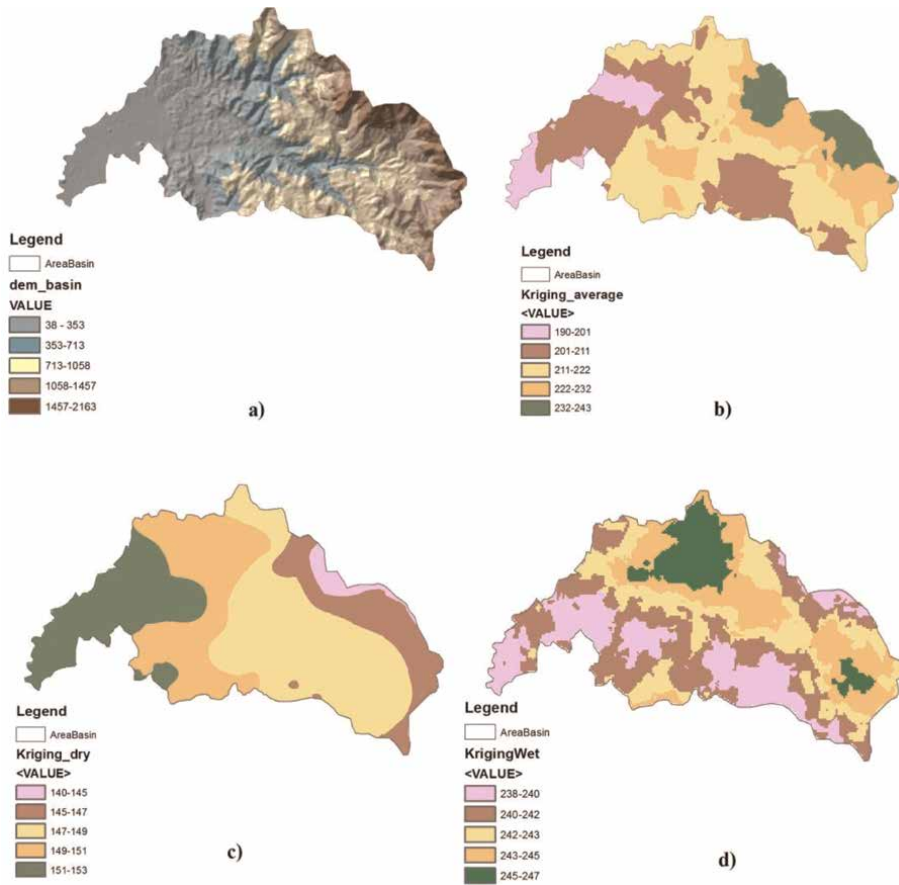 Legend
AreaBasin
dem_basin
VALUE
38 - 353
353-713
713-1058
1058-1457
1457-2163
a)
Legend
AreaBasin
Kriging_average
<VALUE>
190-201
201-211
211-222
222-232
232-243
b)
Legend
AreaBasin
Kriging_dry
<VALUE>
140-145
145-147
147-149
149-151
151-153
c)
Legend
AreaBasin
KrigingWet
<VALUE>
238-240
240-242
242-243
243-245
245-247
d)